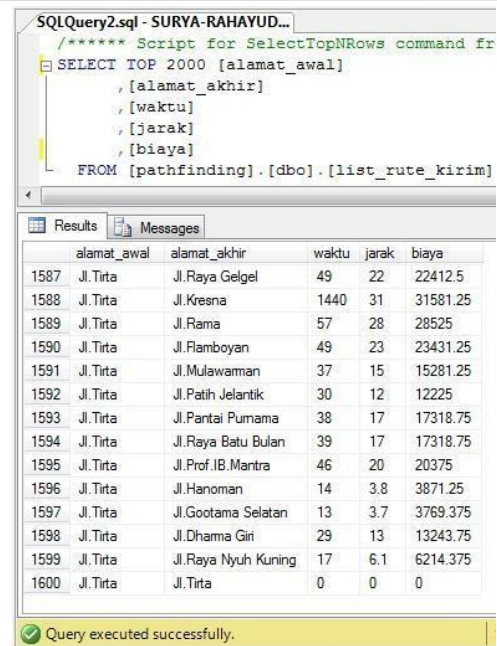 SQLQuery2.sql - SURYA-RAHAYUD...
/****** Script for SelectTopNRows command fr
SELECT TOP 2000 [alamat_awal]
,[alamat_akhir]
,[waktu]
,[jarak]
,[biaya]
FROM [pathfinding].[dbo].[list_rute_kirim]
Results Messages
alamat_awal alamat_akhir waktu jarak biaya
1587 Jl.Tirta Jl.Raya Gelgel 49 22 22412.5
1588 Jl.Tirta Jl.Kresna 1440 31 31581.25
1589 Jl.Tirta Jl.Rama 57 28 28525
1590 Jl.Tirta Jl.Flamboyan 49 23 23431.25
1591 Jl.Tirta Jl.Mulawarman 37 15 15281.25
1592 Jl.Tirta Jl.Patih Jelantik 30 12 12225
1593 Jl.Tirta Jl.Pantai Purnama 38 17 17318.75
1594 Jl.Tirta Jl.Raya Batu Bulan 39 17 17318.75
1595 Jl.Tirta Jl.Prof.IB.Mantra 46 20 20375
1596 Jl.Tirta Jl.Hanoman 14 3.8 3871.25
1597 Jl.Tirta Jl.Gootama Selatan 13 3.7 3769.375
1598 Jl.Tirta Jl.Dharma Giri 29 13 13243.75
1599 Jl.Tirta Jl.Raya Nyuh Kuning 17 6.1 6214.375
1600 Jl.Tirta Jl.Tirta 0 0 0
Query executed successfully.